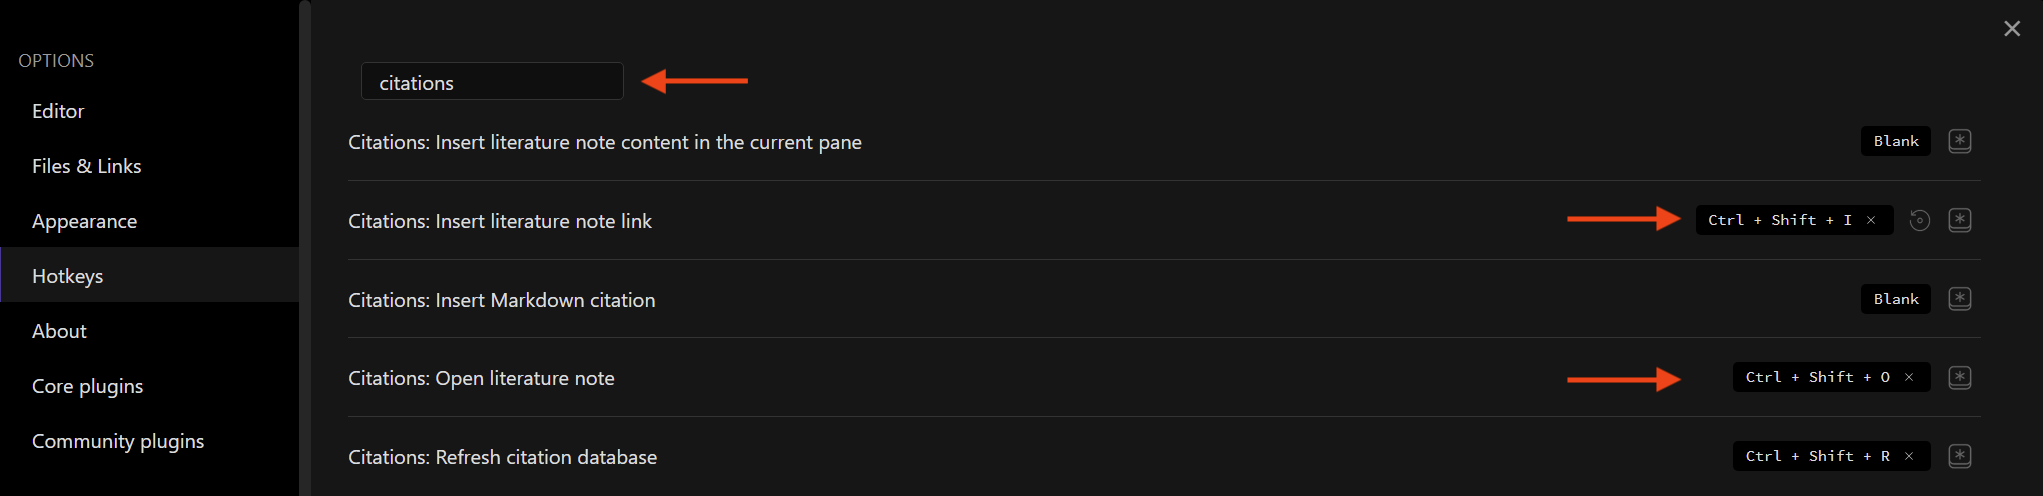 OPTIONS
Editor
Files & Links
Appearance
Hotkeys
About
Core plugins
Community plugins
citations
Citations: Insert literature note content in the current pane Blank
Citations: Insert literature note link Ctrl + Shift + I ×
Citations: Insert Markdown citation Blank
Citations: Open literature note Ctrl + Shift + O ×
Citations: Refresh citation database Ctrl + Shift + R ×